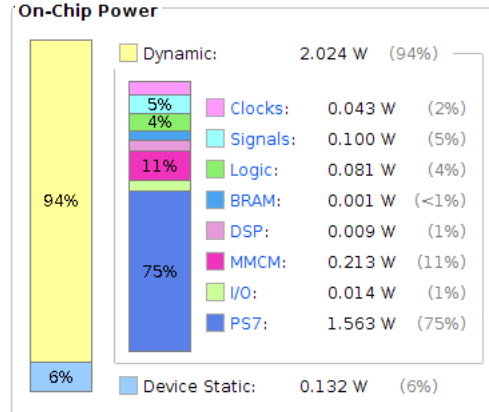 On-Chip Power
94%
6%
Dynamic: 2.024 W (94%)
5%
4%
11%
75%
Clocks: 0.043 W (2%)
Signals: 0.100 W (5%)
Logic: 0.081 W (4%)
BRAM: 0.001 W (<1%)
DSP: 0.009 W (1%)
MMCM: 0.213 W (11%)
I/O: 0.014 W (1%)
PS7: 1.563 W (75%)
Device Static: 0.132 W (6%)